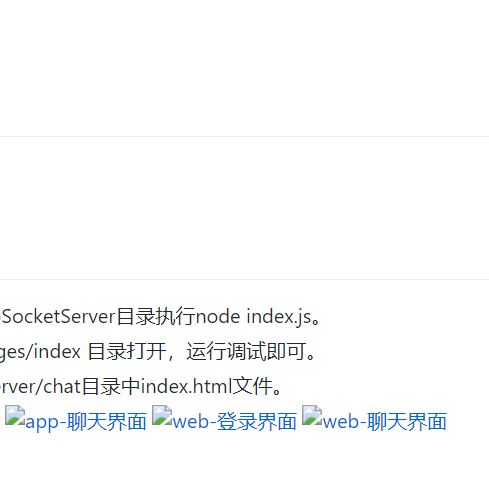 SocketServer目录执行node index.js。
ges/index 目录打开，运行调试即可。
rver/chat目录中index.html文件。
app-聊天界面 web-登录界面 web-聊天界面